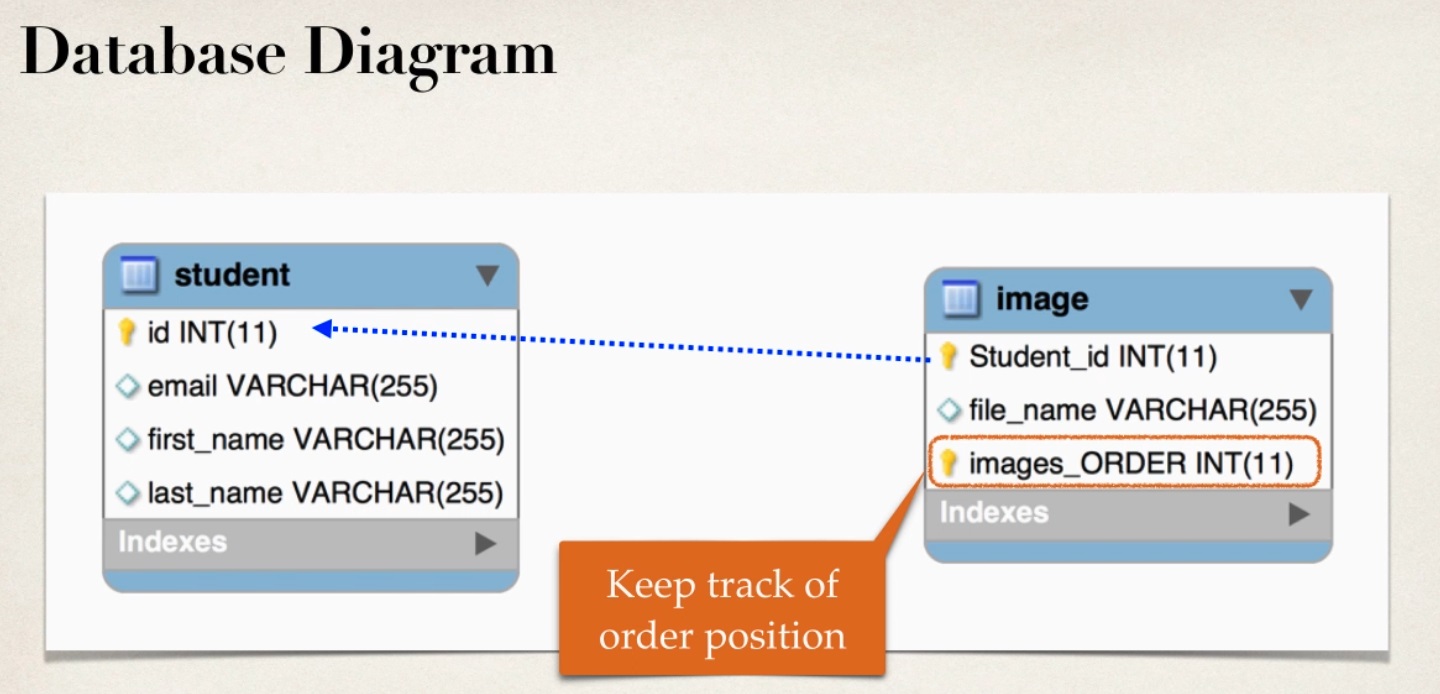 Database Diagram
student
id INT(11)
email VARCHAR(255)
first_name VARCHAR(255)
last_name VARCHAR(255)
Indexes
image
Student_id INT(11)
file_name VARCHAR(255)
images_ORDER INT(11)
Indexes
Keep track of
order position